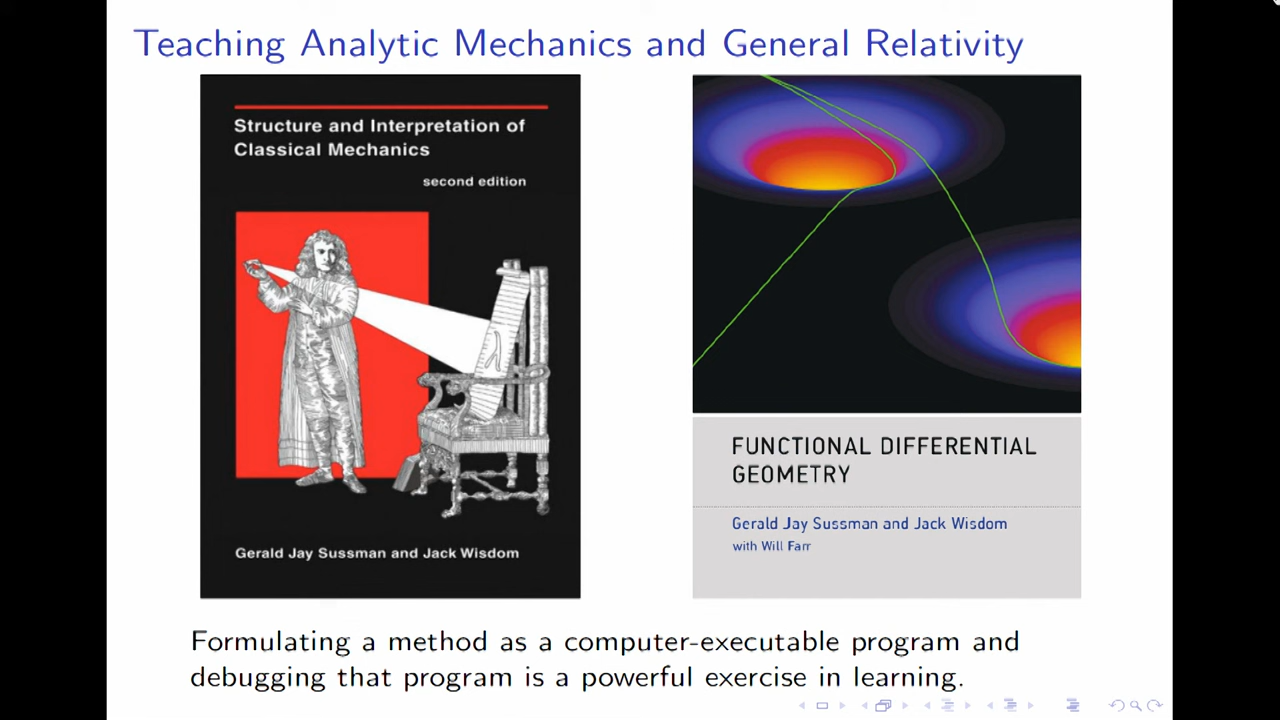 Teaching Analytic Mechanics and General Relativity
Structure and Interpretation of
Classical Mechanics
second edition
λ
Gerald Jay Sussman and Jack Wisdom
FUNCTIONAL DIFFERENTIAL
GEOMETRY
Gerald Jay Sussman and Jack Wisdom
with Will Farr
Formulating a method as a computer-executable program and
debugging that program is a powerful exercise in learning.